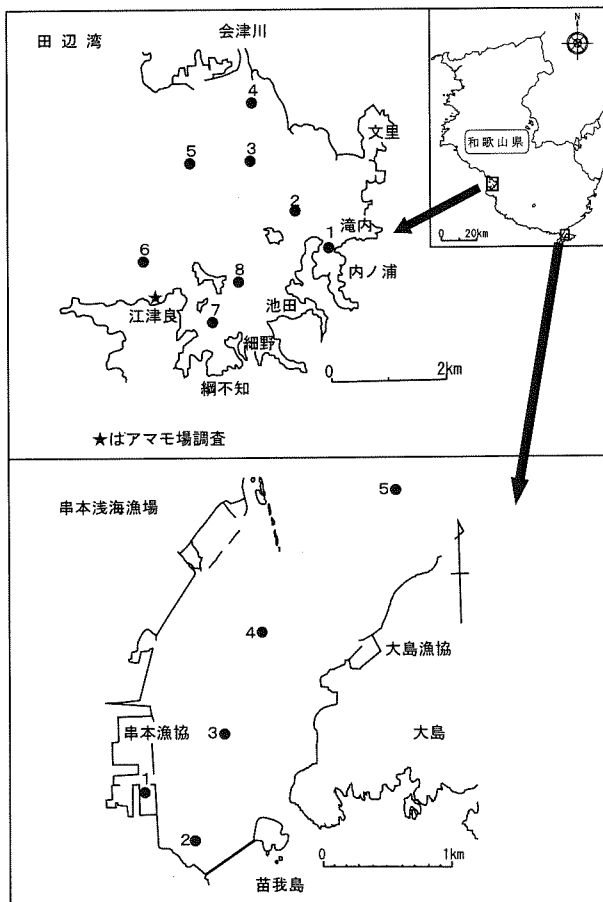 田辺湾
会津川
N
4
文里
5
3
和歌山県
2
滝内
1
0 20km
6
8
内ノ浦
江津良
池田
7
細野
0 2km
綱不知
★はアマモ場調査
串本浅海漁場
5
4
大島漁協
串本漁協
3
大島
1
2
0 1km
苗我島